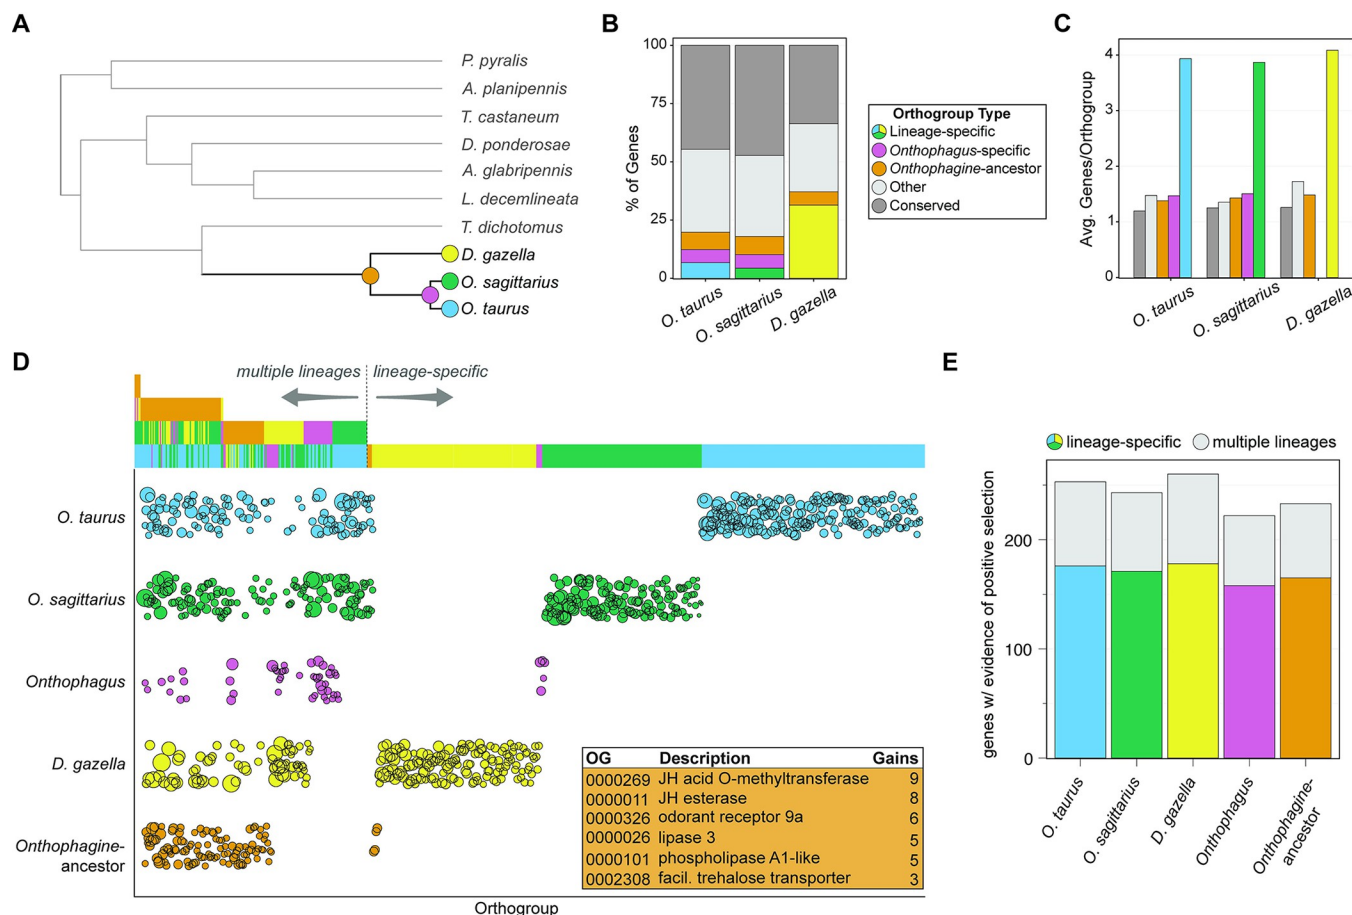 A
P. pyralis
A. planipennis
T. castaneum
D. ponderosae
A. glabripennis
L. decemlineata
T. dichotomus
D. gazella
O. sagittarius
O. taurus
B
100
75
50
25
0
% of Genes
O. taurus
O. sagittarius
D. gazella
Orthogroup Type
Lineage-specific
Onthophagus-specific
Onthophagine-ancestor
Other
Conserved
C
4
3
2
1
0
Avg. Genes/Orthogroup
O. taurus
O. sagittarius
D. gazella
D
multiple lineages
lineage-specific
O. taurus
O. sagittarius
Onthophagus
D. gazella
Onthophagine-
ancestor
Orthogroup
OG Description Gains
0000269 JH acid O-methyltransferase 9
0000011 JH esterase 8
0000326 odorant receptor 9a 6
0000026 lipase 3 5
0000101 phospholipase A1-like 5
0002308 facil. trehalose transporter 3
E
lineage-specific
multiple lineages
genes w/ evidence of positive selection
200
100
0
O. taurus
O. sagittarius
D. gazella
Onthophagus
Onthophagine-
ancestor